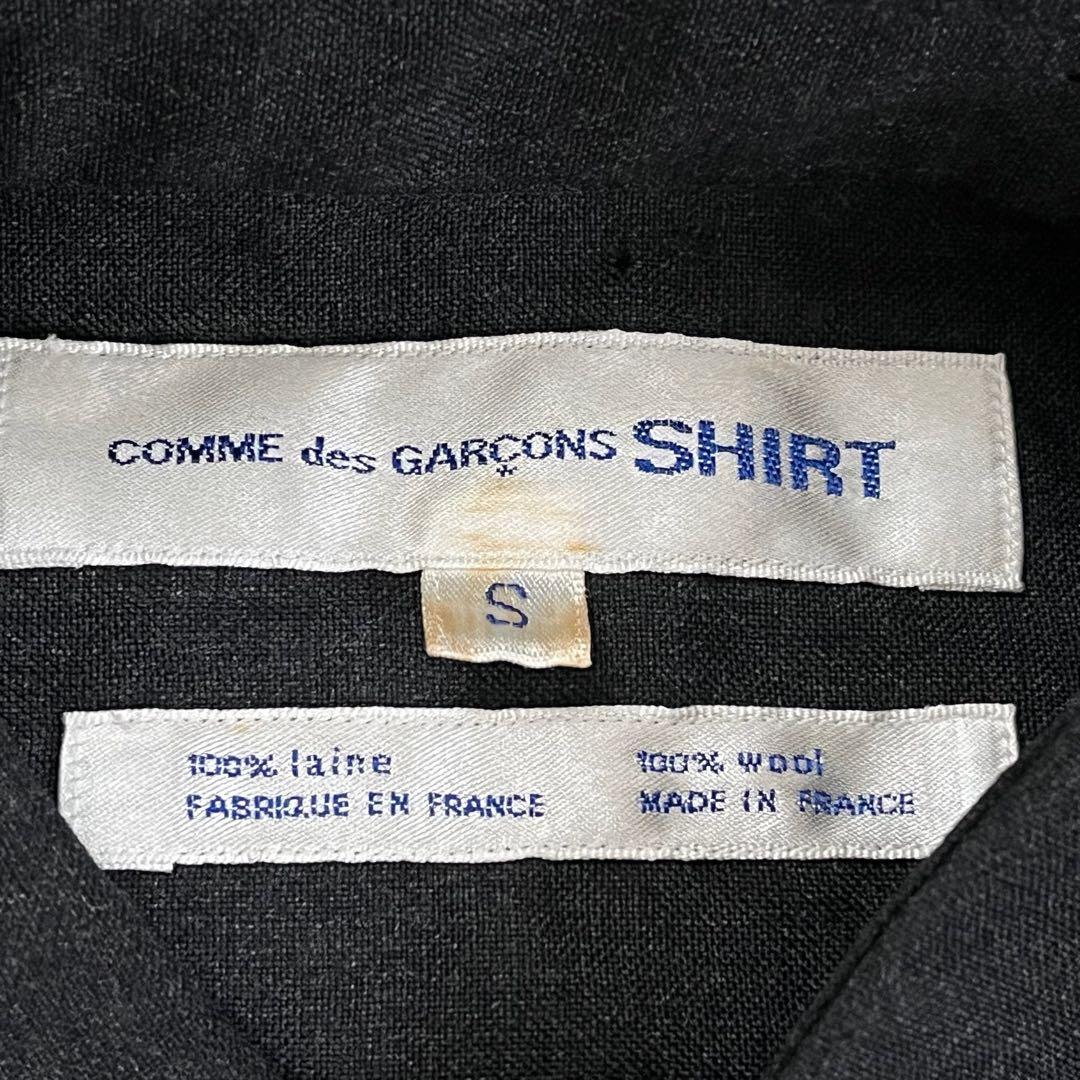 COMME des GARÇONS SHIRT
S
100% laine 100% wool
FABRIQUE EN FRANCE MADE IN FRANCE